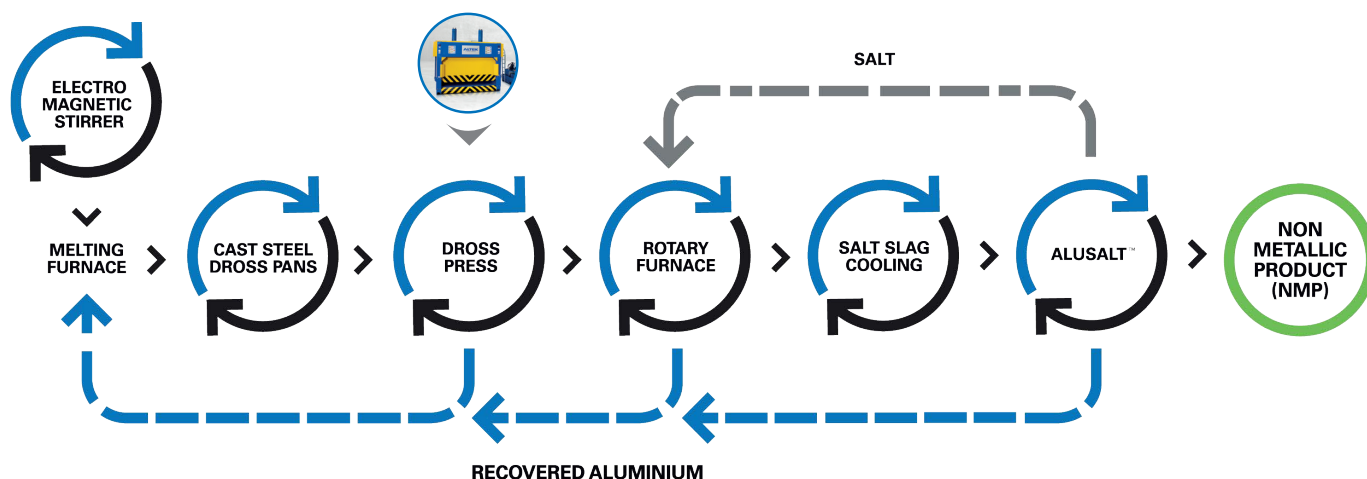 SALT
ELECTRO
MAGNETIC
STIRRER
MELTING
FURNACE
CAST STEEL
DROSS PANS
DROSS
PRESS
ROTARY
FURNACE
SALT SLAG
COOLING
ALUSALT™
NON
METALLIC
PRODUCT
(NMP)
RECOVERED ALUMINIUM